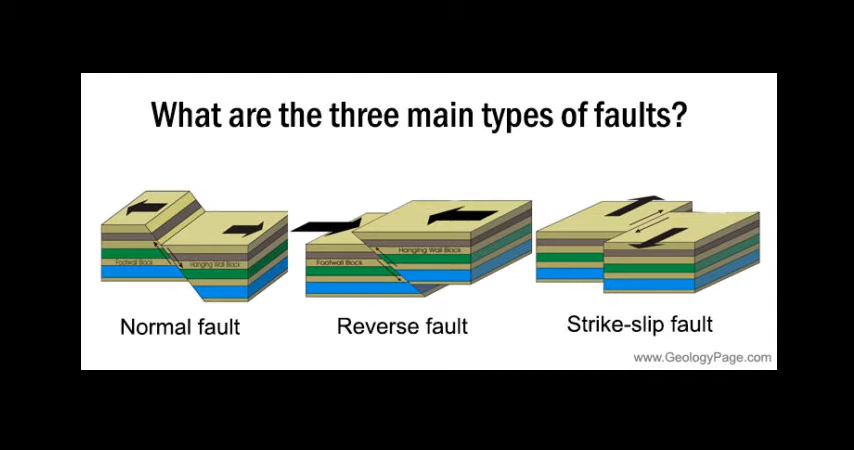 What are the three main types of faults?
Footwall Block
Hanging Wall Block
Footwall Block
Hanging Wall Block
Normal fault
Reverse fault
Strike-slip fault
www.GeologyPage.com